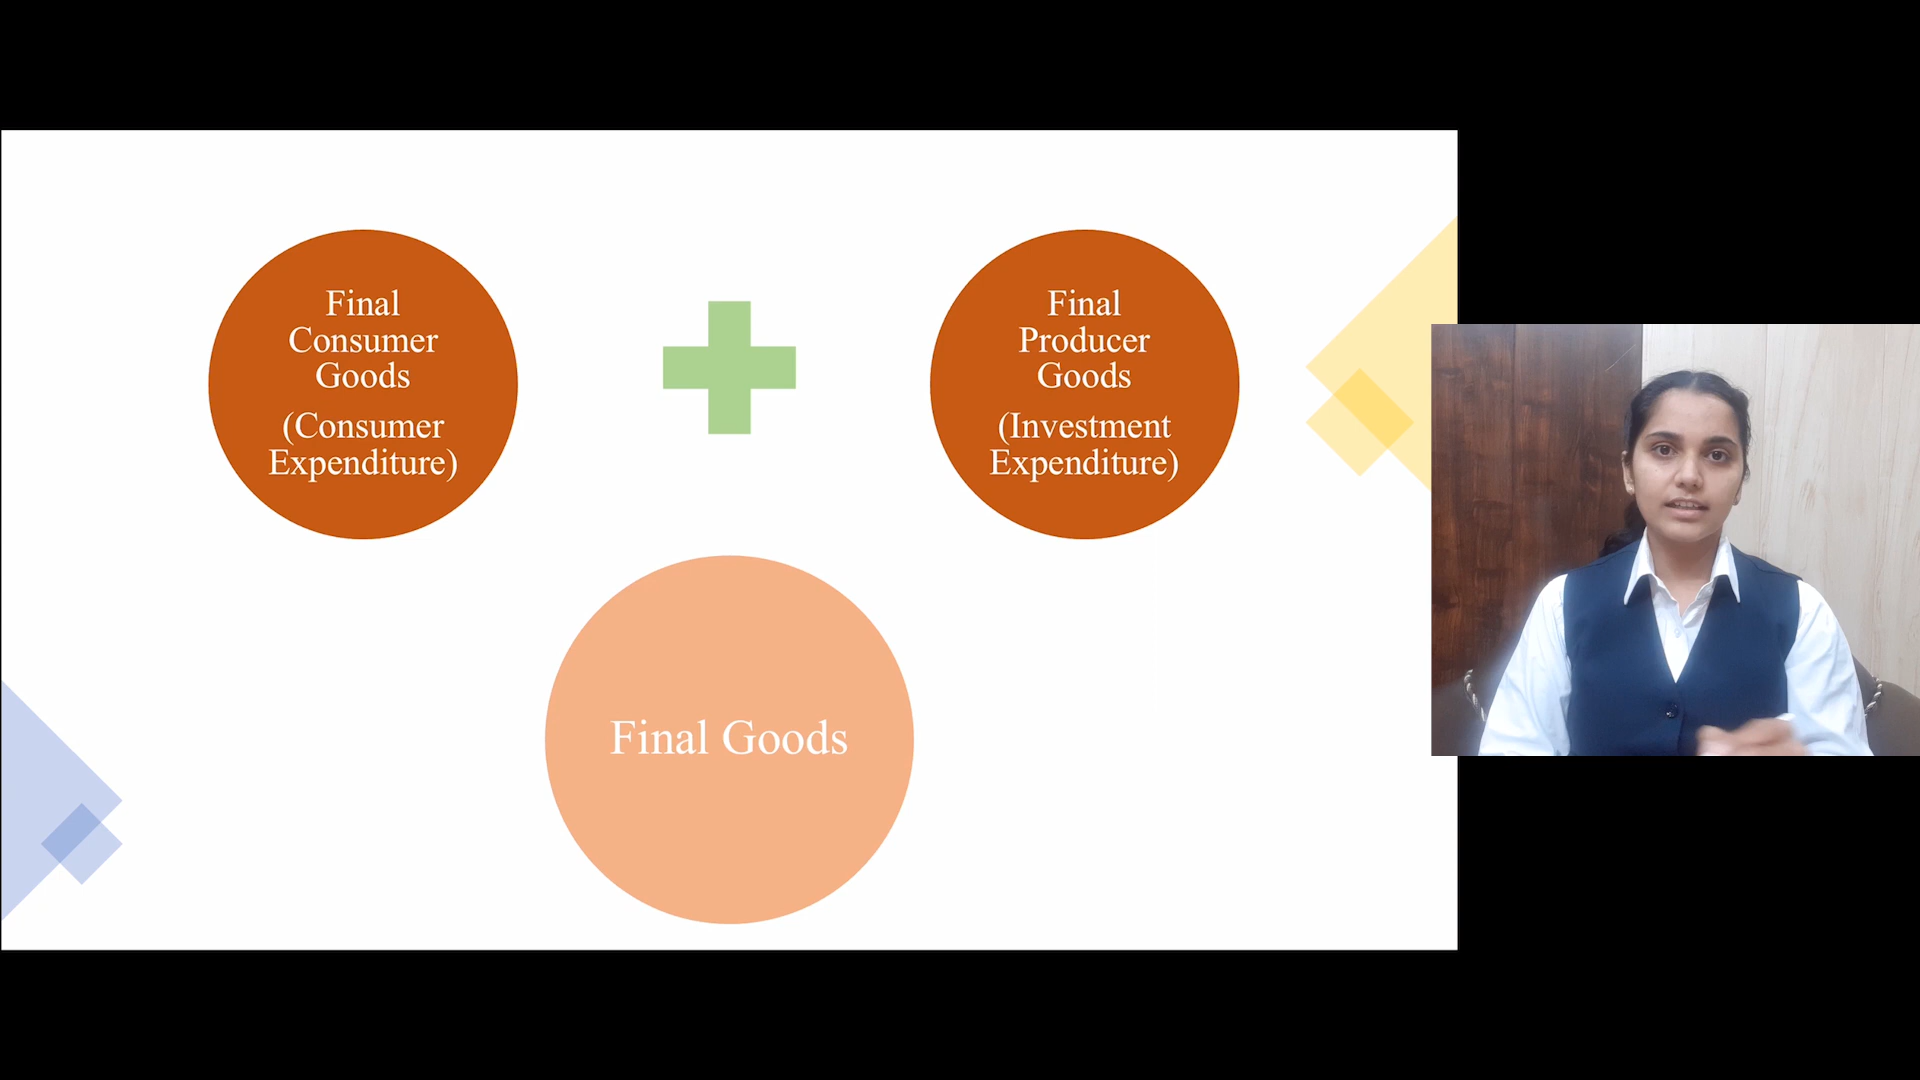 Final
Consumer
Goods
(Consumer
Expenditure)
Final
Producer
Goods
(Investment
Expenditure)
Final Goods